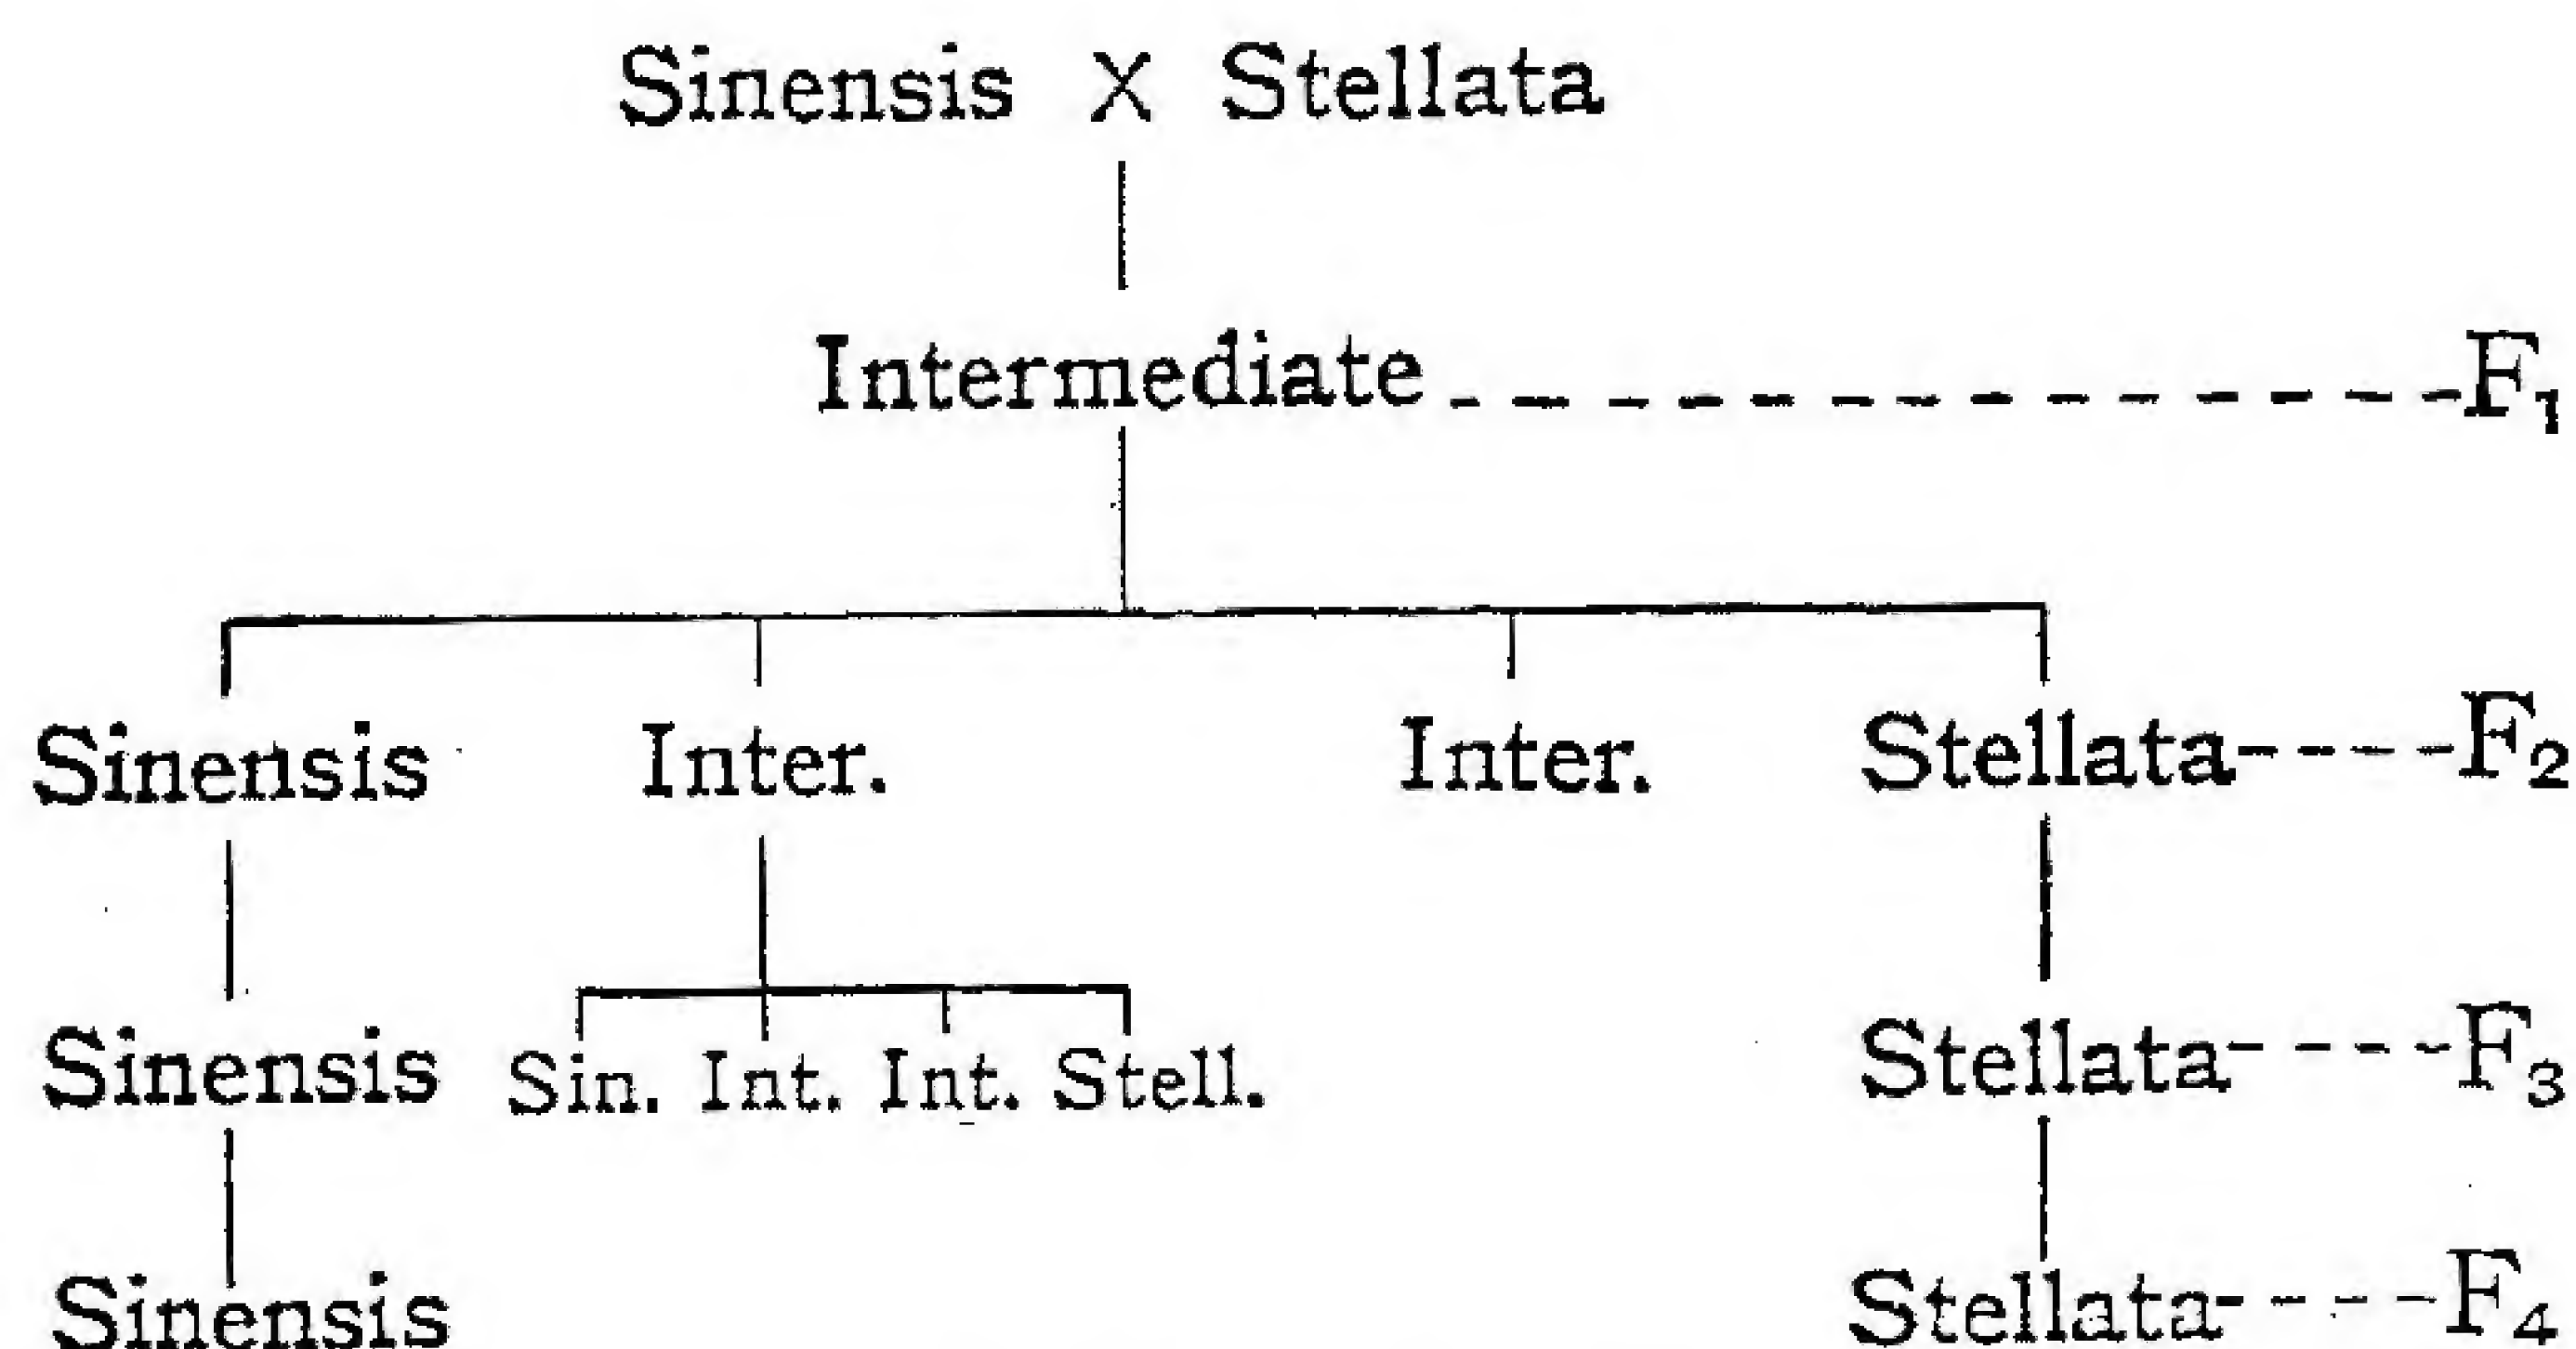 Sinensis X Stellata
Intermediate - - - - - - - - - - - - - - F₁
Sinensis Inter. Inter. Stellata - - - - F₂
Sinensis Sin. Int. Int. Stell. Stellata - - - - F₃
Sinensis Stellata - - - - F₄